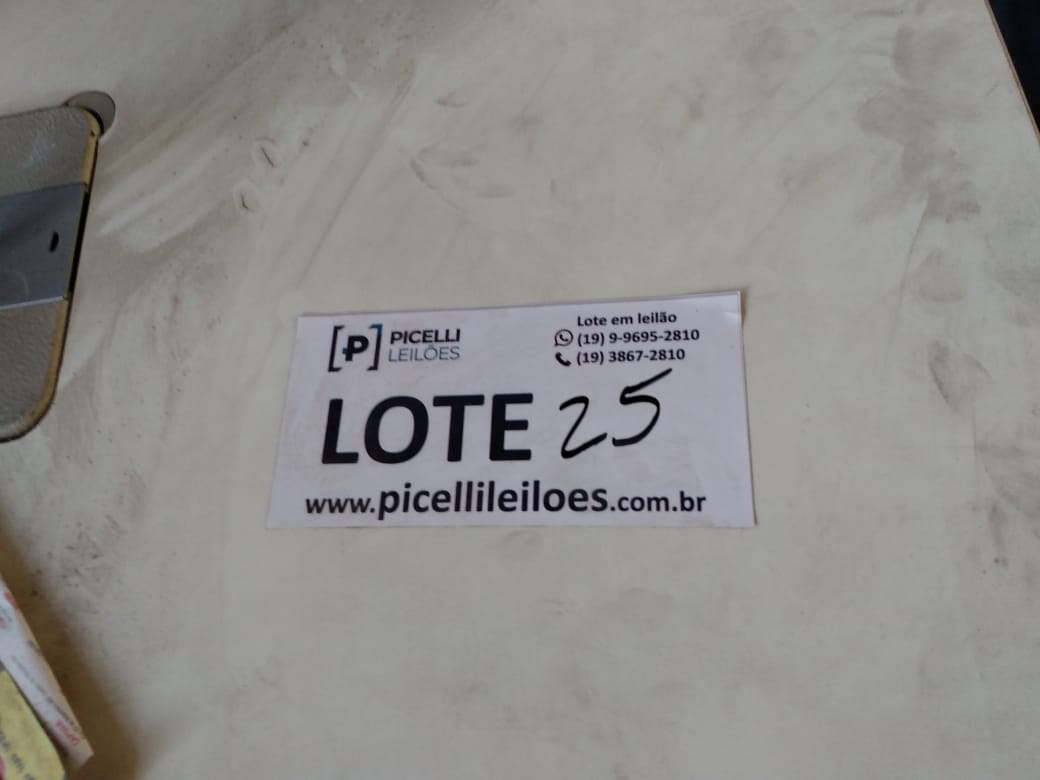 [P] PICELLI
LEILÕES
Lote em leilão
(19) 9-9695-2810
(19) 3867-2810
LOTE 25
www.picellileiloes.com.br